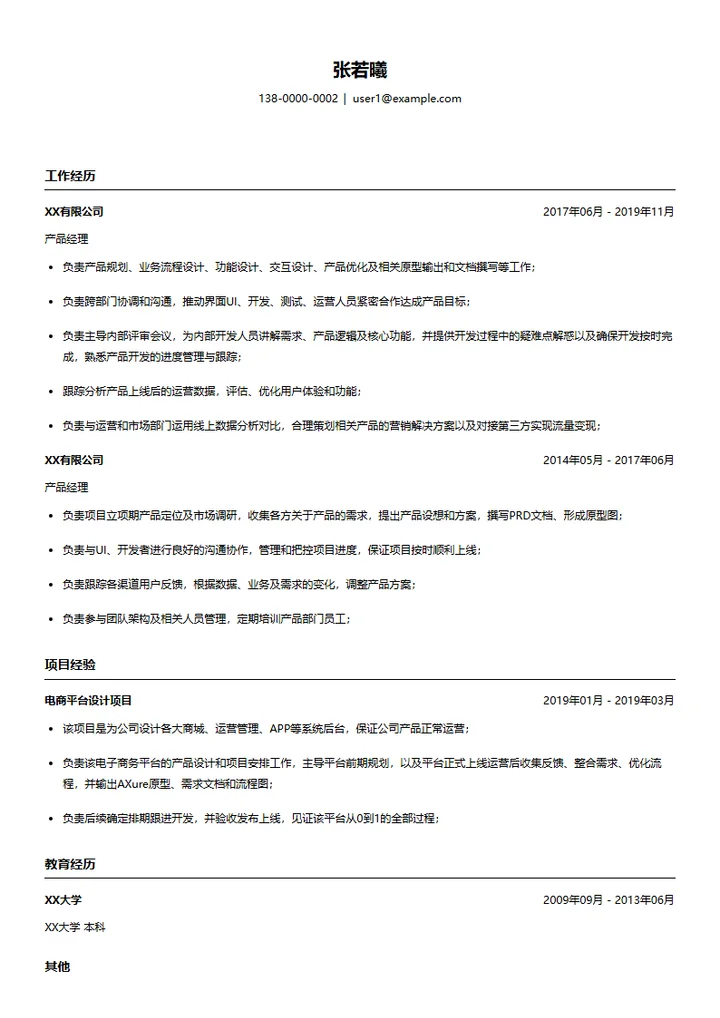 张若曦
138-0000-0002 | user1@example.com
工作经历
XX有限公司 2017年06月 - 2019年11月
产品经理
• 负责产品规划、业务流程设计、功能设计、交互设计、产品优化及相关原型输出和文档撰写等工作；
• 负责跨部门协调和沟通，推动界面UI、开发、测试、运营人员紧密合作达成产品目标；
• 负责主导内部评审会议，为内部开发人员讲解需求、产品逻辑及核心功能，并提供开发过程中的疑难点解惑以及确保开发按时完
成，熟悉产品开发的进度管理与跟踪；
• 跟踪分析产品上线后的运营数据，评估、优化用户体验和功能；
• 负责与运营和市场部门运用线上数据分析对比，合理策划相关产品的营销解决方案以及对接第三方实现流量变现；
XX有限公司 2014年05月 - 2017年06月
产品经理
• 负责项目立项期产品定位及市场调研，收集各方关于产品的需求，提出产品设想和方案，撰写PRD文档、形成原型图；
• 负责与UI、开发者进行良好的沟通协作，管理和把控项目进度，保证项目按时顺利上线；
• 负责跟踪各渠道用户反馈，根据数据、业务及需求的变化，调整产品方案；
• 负责参与团队架构及相关人员管理，定期培训产品部门员工；
项目经验
电商平台设计项目 2019年01月 - 2019年03月
• 该项目是为公司设计各大商城、运营管理、APP等系统后台，保证公司产品正常运营；
• 负责该电子商务平台的产品设计和项目安排工作，主导平台前期规划，以及平台正式上线运营后收集反馈、整合需求、优化流
程，并输出AXure原型、需求文档和流程图；
• 负责后续确定排期跟进开发，并验收发布上线，见证该平台从0到1的全部过程；
教育经历
XX大学 2009年09月 - 2013年06月
XX大学 本科
其他